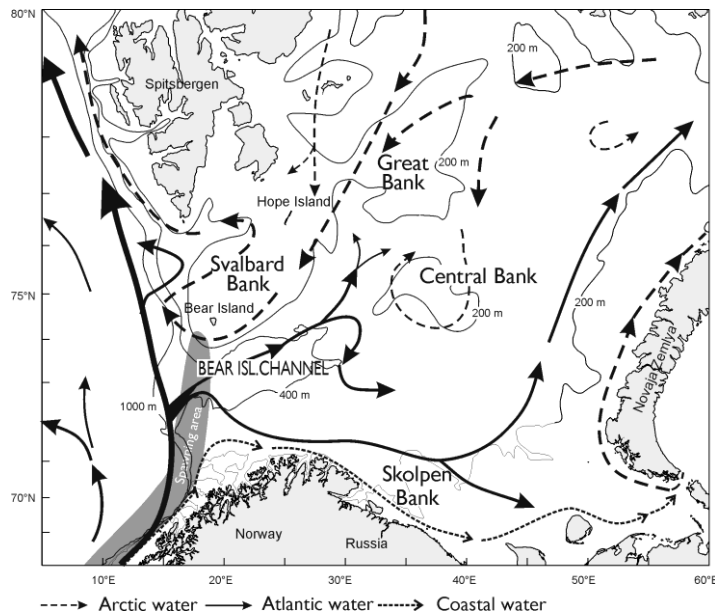 80°N
200 m
Spitsbergen
Great
Bank
200 m
Hope Island
Svalbard
Bank
Central Bank
75°N
Bear Island
200 m
200 m
Novaja Zemlya
BEAR ISL.CHANNEL
400 m
1000 m
Spawning area
Skolpen
Bank
70°N
Norway
Russia
10°E 20°E 30°E 40°E 50°E 60°E
Arctic water Atlantic water Coastal water